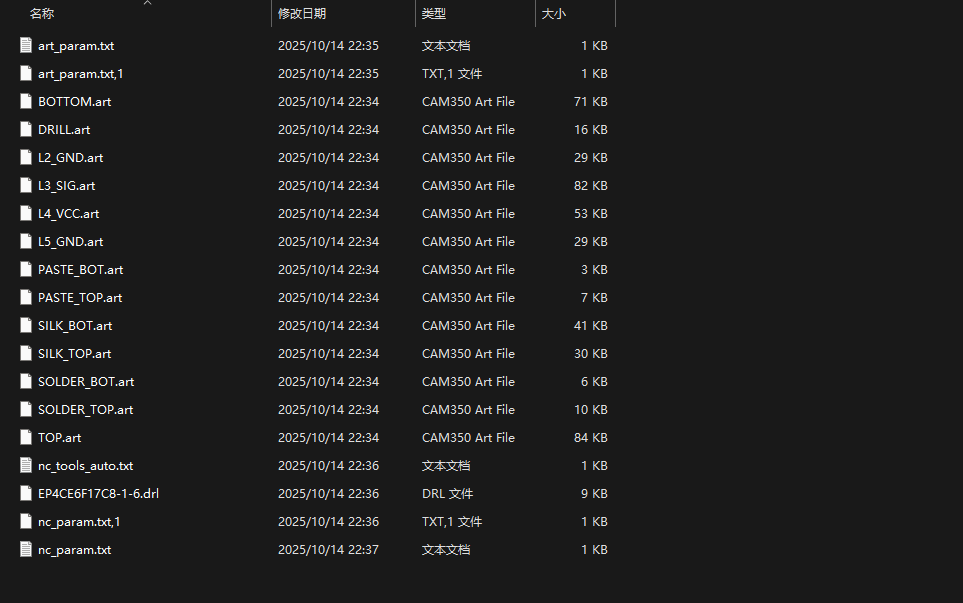 名称 修改日期 类型 大小
art_param.txt 2025/10/14 22:35 文本文档 1 KB
art_param.txt,1 2025/10/14 22:35 TXT,1 文件 1 KB
BOTTOM.art 2025/10/14 22:34 CAM350 Art File 71 KB
DRILL.art 2025/10/14 22:34 CAM350 Art File 16 KB
L2_GND.art 2025/10/14 22:34 CAM350 Art File 29 KB
L3_SIG.art 2025/10/14 22:34 CAM350 Art File 82 KB
L4_VCC.art 2025/10/14 22:34 CAM350 Art File 53 KB
L5_GND.art 2025/10/14 22:34 CAM350 Art File 29 KB
PASTE_BOT.art 2025/10/14 22:34 CAM350 Art File 3 KB
PASTE_TOP.art 2025/10/14 22:34 CAM350 Art File 7 KB
SILK_BOT.art 2025/10/14 22:34 CAM350 Art File 41 KB
SILK_TOP.art 2025/10/14 22:34 CAM350 Art File 30 KB
SOLDER_BOT.art 2025/10/14 22:34 CAM350 Art File 6 KB
SOLDER_TOP.art 2025/10/14 22:34 CAM350 Art File 10 KB
TOP.art 2025/10/14 22:34 CAM350 Art File 84 KB
nc_tools_auto.txt 2025/10/14 22:36 文本文档 1 KB
EP4CE6F17C8-1-6.drl 2025/10/14 22:36 DRL 文件 9 KB
nc_param.txt,1 2025/10/14 22:36 TXT,1 文件 1 KB
nc_param.txt 2025/10/14 22:37 文本文档 1 KB